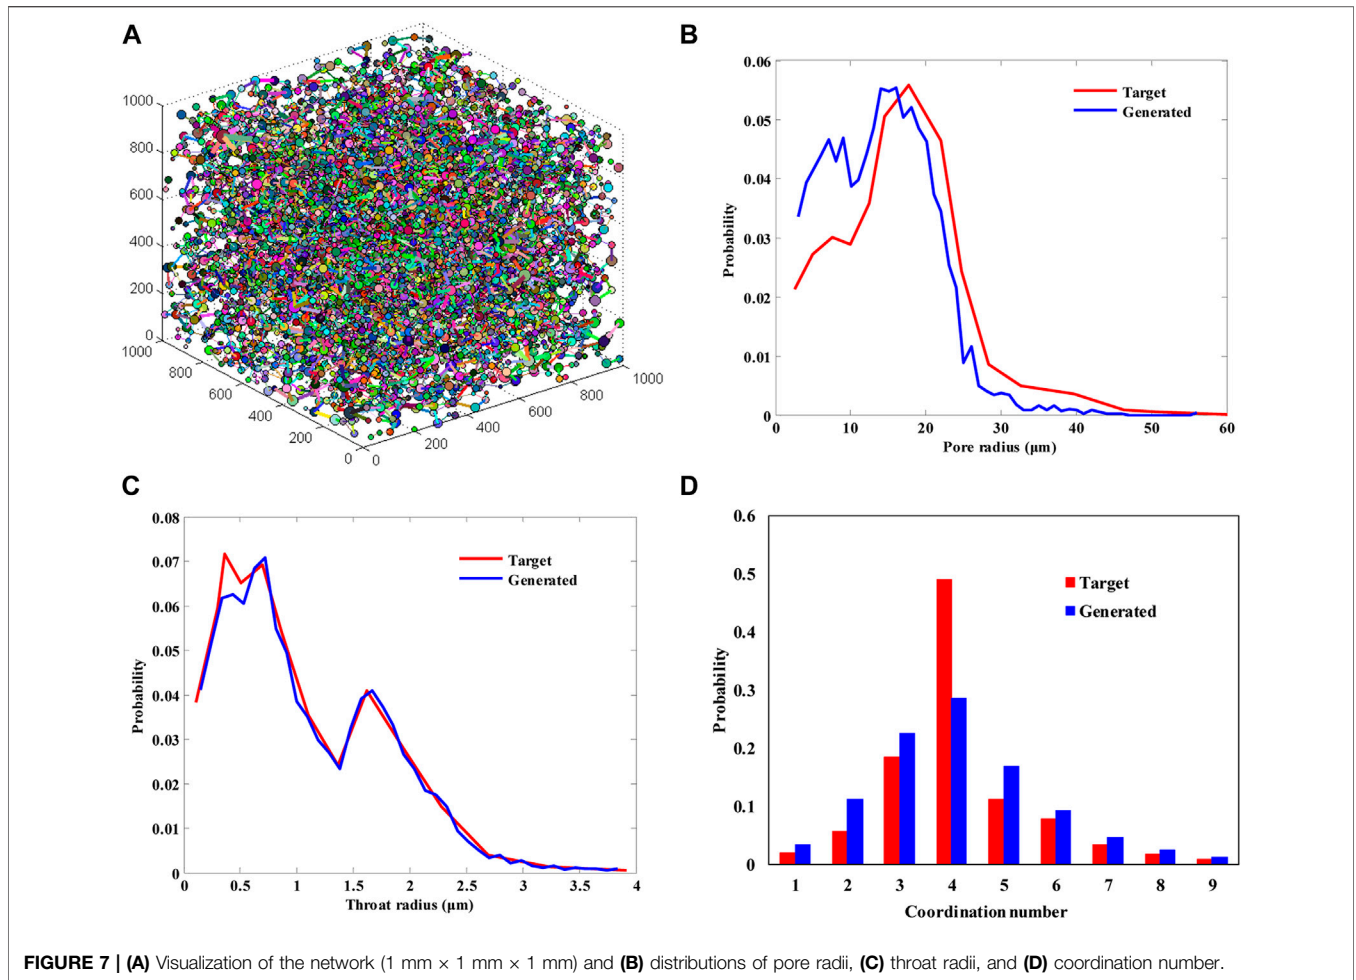 A
1000
800
600
400
200
0
1000
800
600
400
200
0
0
200
400
600
800
1000
B
0.06
0.05
0.04
0.03
0.02
0.01
0
Probability
Target
Generated
0 10 20 30 40 50 60
Pore radius (μm)
C
0.08
0.07
0.06
0.05
0.04
0.03
0.02
0.01
0
Probability
Target
Generated
0 0.5 1 1.5 2 2.5 3 3.5 4
Throat radius (μm)
D
0.6
0.5
0.4
0.3
0.2
0.1
0
Probability
Target
Generated
1 2 3 4 5 6 7 8 9
Coordination number
FIGURE 7 | (A) Visualization of the network (1 mm × 1 mm × 1 mm) and (B) distributions of pore radii, (C) throat radii, and (D) coordination number.